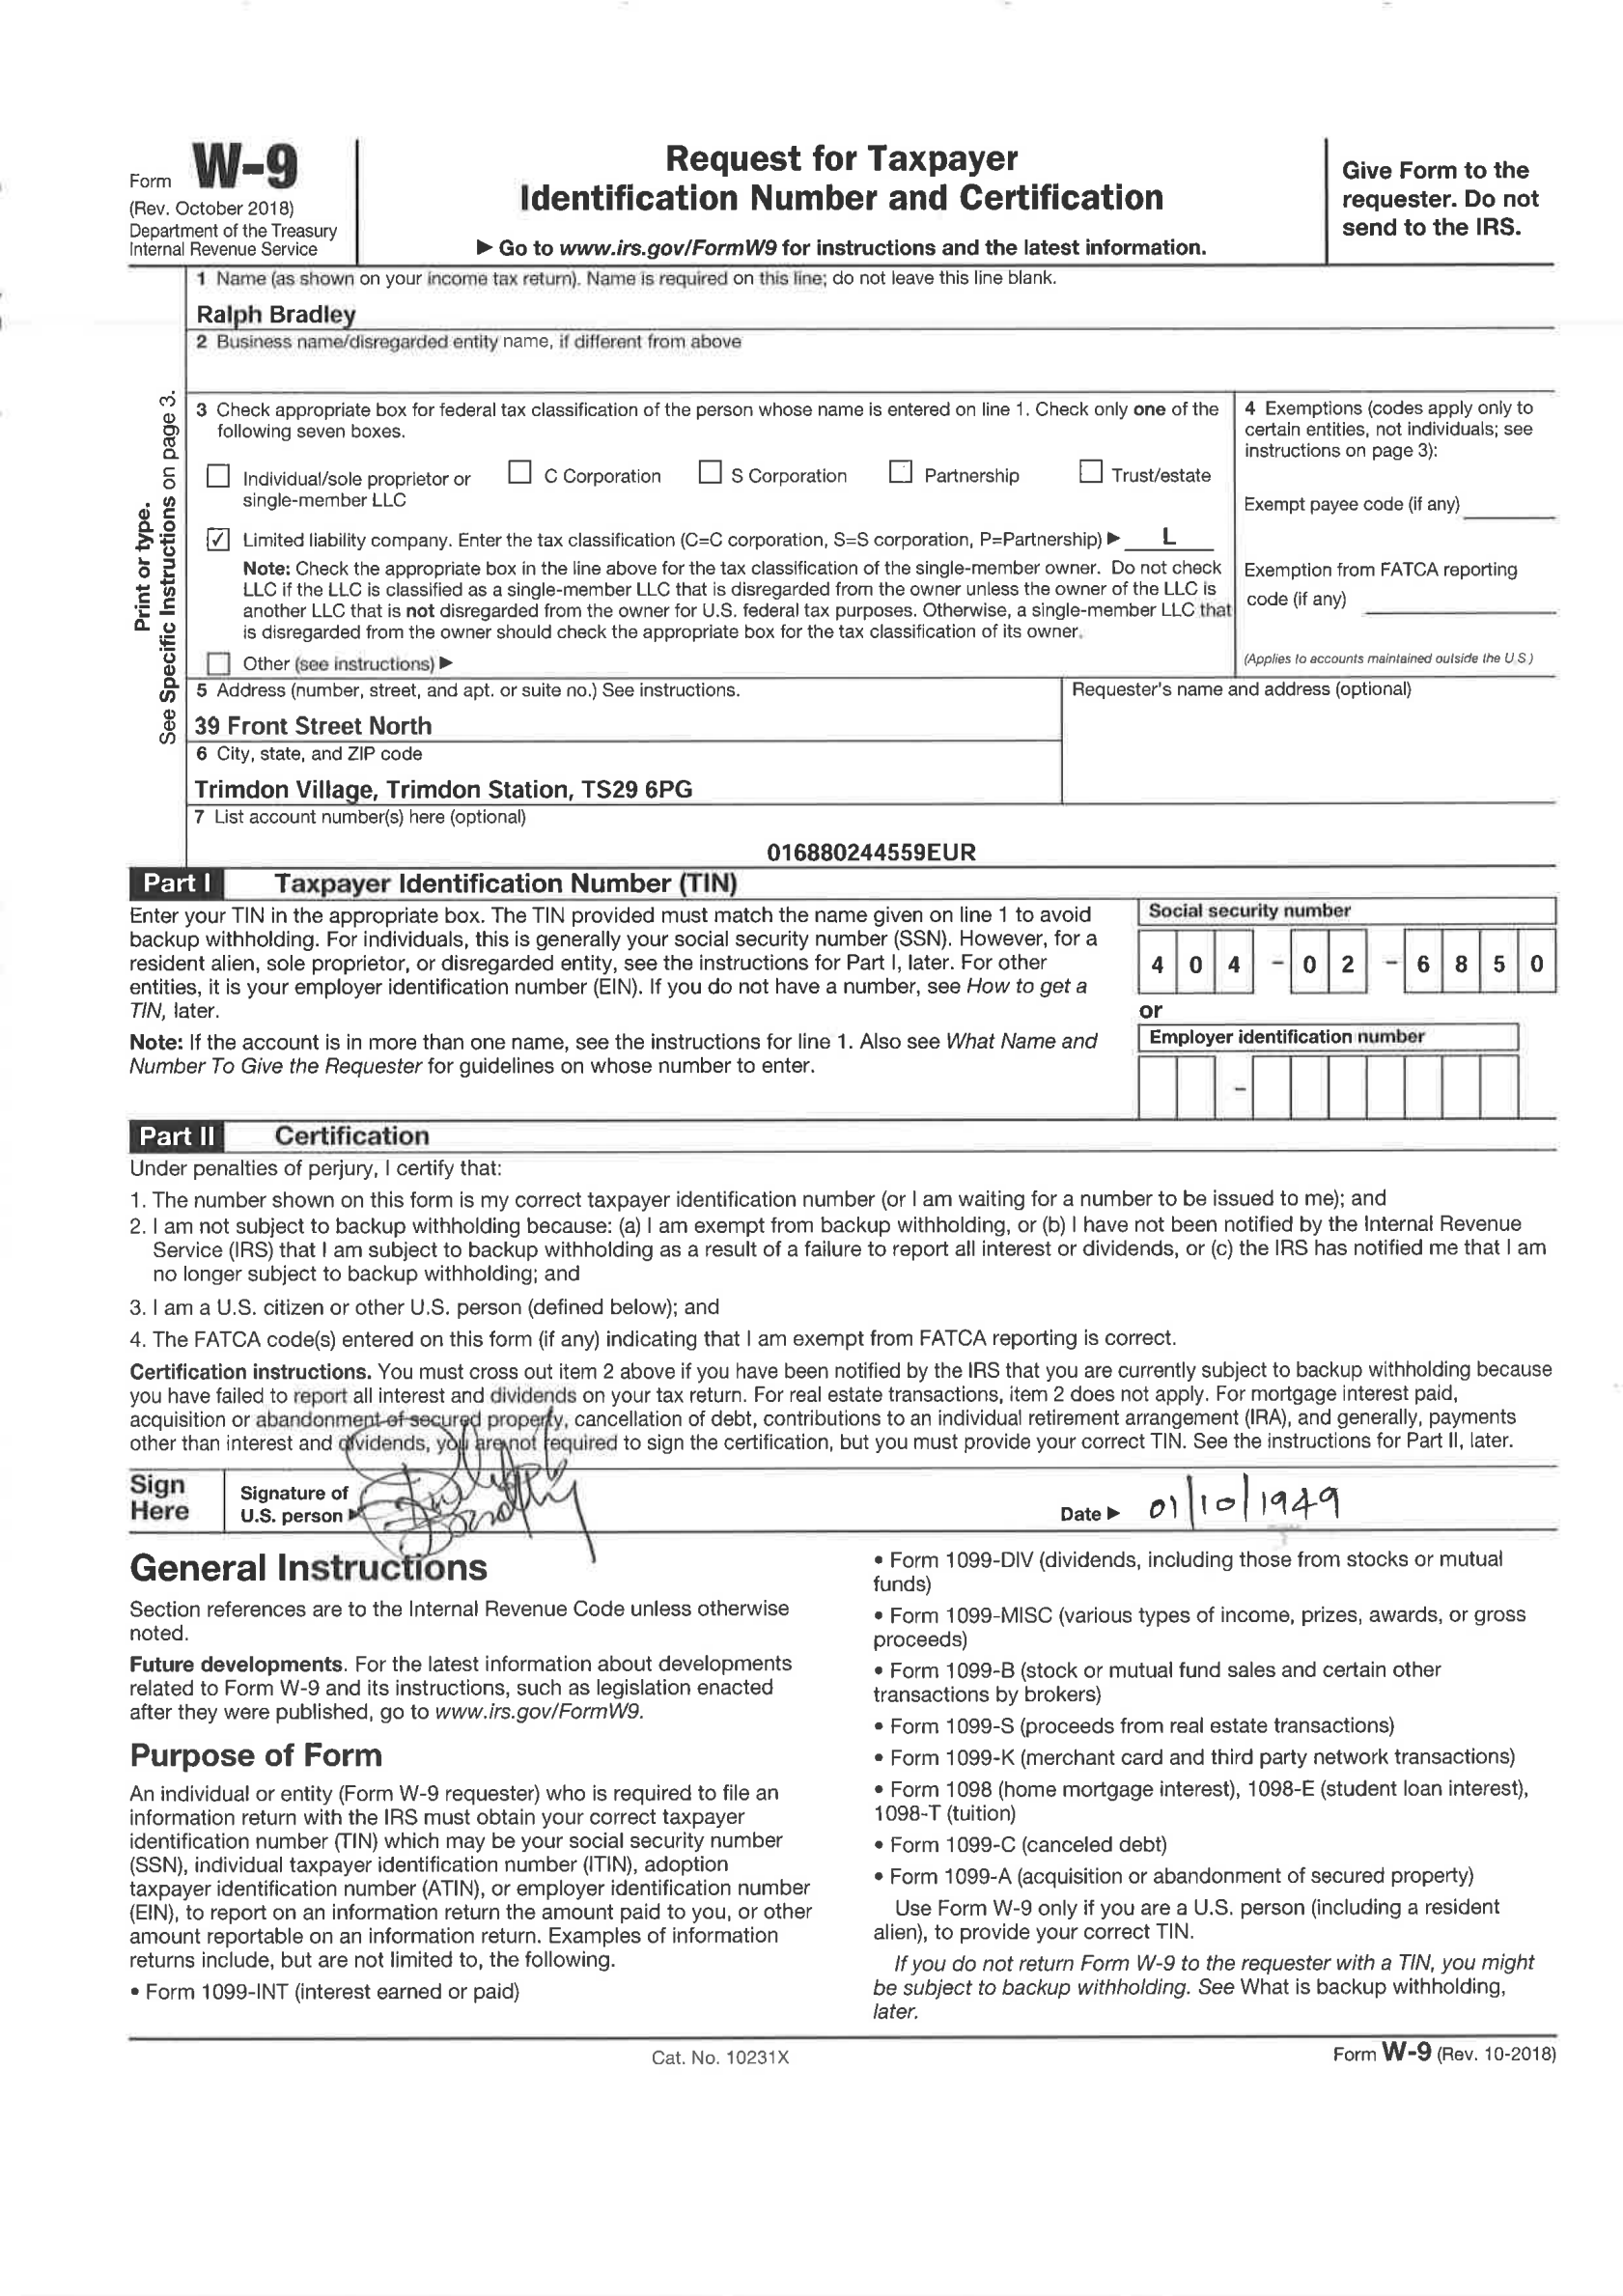 Form W-9
(Rev. October 2018)
Department of the Treasury
Internal Revenue Service
Request for Taxpayer
Identification Number and Certification
▶ Go to www.irs.gov/FormW9 for instructions and the latest information.
Give Form to the
requester. Do not
send to the IRS.
Print or type.
See Specific Instructions on page 3.
1 Name (as shown on your income tax return). Name is required on this line; do not leave this line blank.
Ralph Bradley
2 Business name/disregarded entity name, if different from above
3 Check appropriate box for federal tax classification of the person whose name is entered on line 1. Check only one of the
following seven boxes.
☐ Individual/sole proprietor or ☐ C Corporation ☐ S Corporation ☐ Partnership ☐ Trust/estate
single-member LLC
☑ Limited liability company. Enter the tax classification (C=C corporation, S=S corporation, P=Partnership) ▶ L
Note: Check the appropriate box in the line above for the tax classification of the single-member owner. Do not check
LLC if the LLC is classified as a single-member LLC that is disregarded from the owner unless the owner of the LLC is
another LLC that is not disregarded from the owner for U.S. federal tax purposes. Otherwise, a single-member LLC that
is disregarded from the owner should check the appropriate box for the tax classification of its owner.
☐ Other (see instructions) ▶
4 Exemptions (codes apply only to
certain entities, not individuals; see
instructions on page 3):
Exempt payee code (if any)
Exemption from FATCA reporting
code (if any)
(Applies to accounts maintained outside the U.S.)
5 Address (number, street, and apt. or suite no.) See instructions.
39 Front Street North
Requester's name and address (optional)
6 City, state, and ZIP code
Trimdon Village, Trimdon Station, TS29 6PG
7 List account number(s) here (optional)
016880244559EUR
Part I Taxpayer Identification Number (TIN)
Enter your TIN in the appropriate box. The TIN provided must match the name given on line 1 to avoid
backup withholding. For individuals, this is generally your social security number (SSN). However, for a
resident alien, sole proprietor, or disregarded entity, see the instructions for Part I, later. For other
entities, it is your employer identification number (EIN). If you do not have a number, see How to get a
TIN, later.
Note: If the account is in more than one name, see the instructions for line 1. Also see What Name and
Number To Give the Requester for guidelines on whose number to enter.
Social security number
4 0 4 - 0 2 - 6 8 5 0
or
Employer identification number
-
Part II Certification
Under penalties of perjury, I certify that:
1. The number shown on this form is my correct taxpayer identification number (or I am waiting for a number to be issued to me); and
2. I am not subject to backup withholding because: (a) I am exempt from backup withholding, or (b) I have not been notified by the Internal Revenue
Service (IRS) that I am subject to backup withholding as a result of a failure to report all interest or dividends, or (c) the IRS has notified me that I am
no longer subject to backup withholding; and
3. I am a U.S. citizen or other U.S. person (defined below); and
4. The FATCA code(s) entered on this form (if any) indicating that I am exempt from FATCA reporting is correct.
Certification instructions. You must cross out item 2 above if you have been notified by the IRS that you are currently subject to backup withholding because
you have failed to report all interest and dividends on your tax return. For real estate transactions, item 2 does not apply. For mortgage interest paid,
acquisition or abandonment of secured property, cancellation of debt, contributions to an individual retirement arrangement (IRA), and generally, payments
other than interest and dividends, you are not required to sign the certification, but you must provide your correct TIN. See the instructions for Part II, later.
Sign
Here
Signature of
U.S. person ▶
Date ▶ 01/10/1949
General Instructions
Section references are to the Internal Revenue Code unless otherwise
noted.
Future developments. For the latest information about developments
related to Form W-9 and its instructions, such as legislation enacted
after they were published, go to www.irs.gov/FormW9.
Purpose of Form
An individual or entity (Form W-9 requester) who is required to file an
information return with the IRS must obtain your correct taxpayer
identification number (TIN) which may be your social security number
(SSN), individual taxpayer identification number (ITIN), adoption
taxpayer identification number (ATIN), or employer identification number
(EIN), to report on an information return the amount paid to you, or other
amount reportable on an information return. Examples of information
returns include, but are not limited to, the following.
• Form 1099-INT (interest earned or paid)
• Form 1099-DIV (dividends, including those from stocks or mutual
funds)
• Form 1099-MISC (various types of income, prizes, awards, or gross
proceeds)
• Form 1099-B (stock or mutual fund sales and certain other
transactions by brokers)
• Form 1099-S (proceeds from real estate transactions)
• Form 1099-K (merchant card and third party network transactions)
• Form 1098 (home mortgage interest), 1098-E (student loan interest),
1098-T (tuition)
• Form 1099-C (canceled debt)
• Form 1099-A (acquisition or abandonment of secured property)
Use Form W-9 only if you are a U.S. person (including a resident
alien), to provide your correct TIN.
If you do not return Form W-9 to the requester with a TIN, you might
be subject to backup withholding. See What is backup withholding,
later.
Cat. No. 10231X
Form W-9 (Rev. 10-2018)